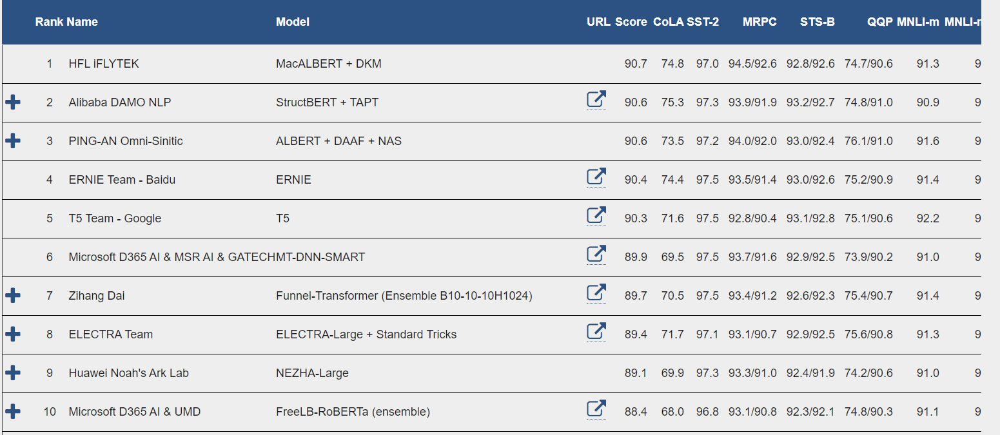 Rank Name Model URL Score CoLA SST-2 MRPC STS-B QQP MNLI-m MNLI-
1 HFL iFLYTEK MacALBERT + DKM 90.7 74.8 97.0 94.5/92.6 92.8/92.6 74.7/90.6 91.3 9
2 Alibaba DAMO NLP StructBERT + TAPT 90.6 75.3 97.3 93.9/91.9 93.2/92.7 74.8/91.0 90.9 9
3 PING-AN Omni-Sinitic ALBERT + DAAF + NAS 90.6 73.5 97.2 94.0/92.0 93.0/92.4 76.1/91.0 91.6 9
4 ERNIE Team - Baidu ERNIE 90.4 74.4 97.5 93.5/91.4 93.0/92.6 75.2/90.9 91.4 9
5 T5 Team - Google T5 90.3 71.6 97.5 92.8/90.4 93.1/92.8 75.1/90.6 92.2 9
6 Microsoft D365 AI & MSR AI & GATECH MT-DNN-SMART 89.9 69.5 97.5 93.7/91.6 92.9/92.5 73.9/90.2 91.0 9
7 Zihang Dai Funnel-Transformer (Ensemble B10-10-10H1024) 89.7 70.5 97.5 93.4/91.2 92.6/92.3 75.4/90.7 91.4 9
8 ELECTRA Team ELECTRA-Large + Standard Tricks 89.4 71.7 97.1 93.1/90.7 92.9/92.5 75.6/90.8 91.3 9
9 Huawei Noah's Ark Lab NEZHA-Large 89.1 69.9 97.3 93.3/91.0 92.4/91.9 74.2/90.6 91.0 9
10 Microsoft D365 AI & UMD FreeLB-RoBERTa (ensemble) 88.4 68.0 96.8 93.1/90.8 92.3/92.1 74.8/90.3 91.1 9